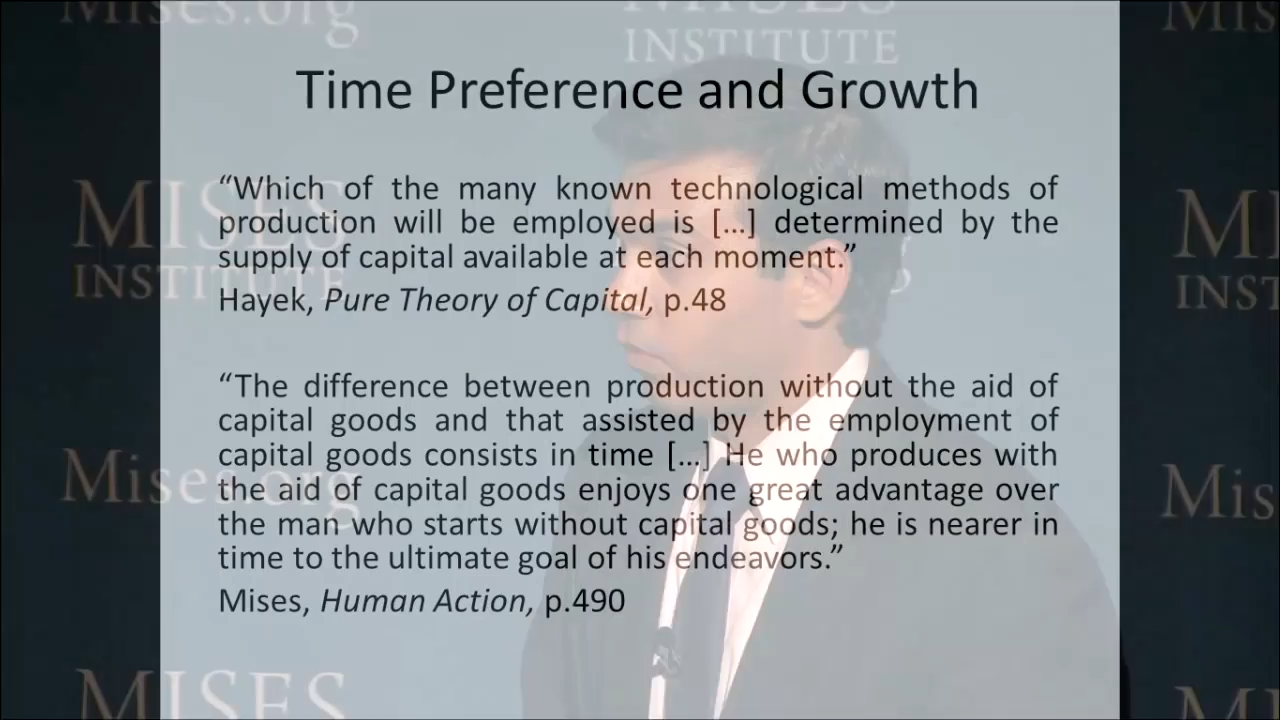 Mises.org
MISES
INSTITUTE
Mis
Time Preference and Growth
“Which of the many known technological methods of
production will be employed is […] determined by the
supply of capital available at each moment.”
Hayek, Pure Theory of Capital, p.48
“The difference between production without the aid of
capital goods and that assisted by the employment of
capital goods consists in time […] He who produces with
the aid of capital goods enjoys one great advantage over
the man who starts without capital goods; he is nearer in
time to the ultimate goal of his endeavors.”
Mises, Human Action, p.490
MISES
INSTITUTE
MI
INST
Mises.org
Mis
MISES
MI